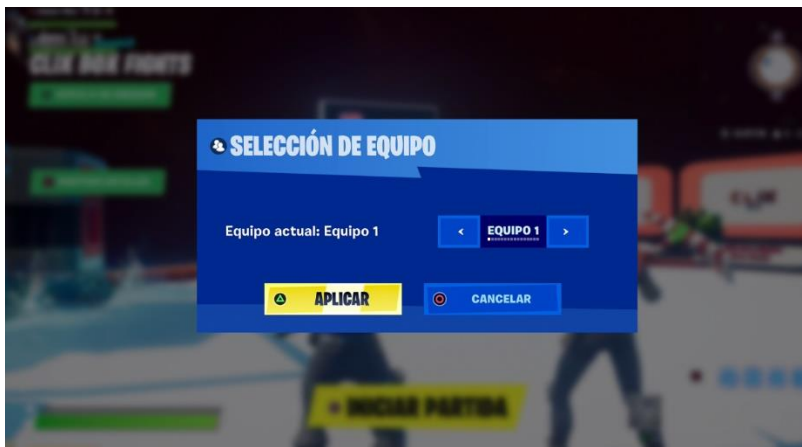 CLIX BOX FIGHTS
SELECCIÓN DE EQUIPO
Equipo actual: Equipo 1
< EQUIPO 1 >
APLICAR
CANCELAR
INICIAR PARTIDA